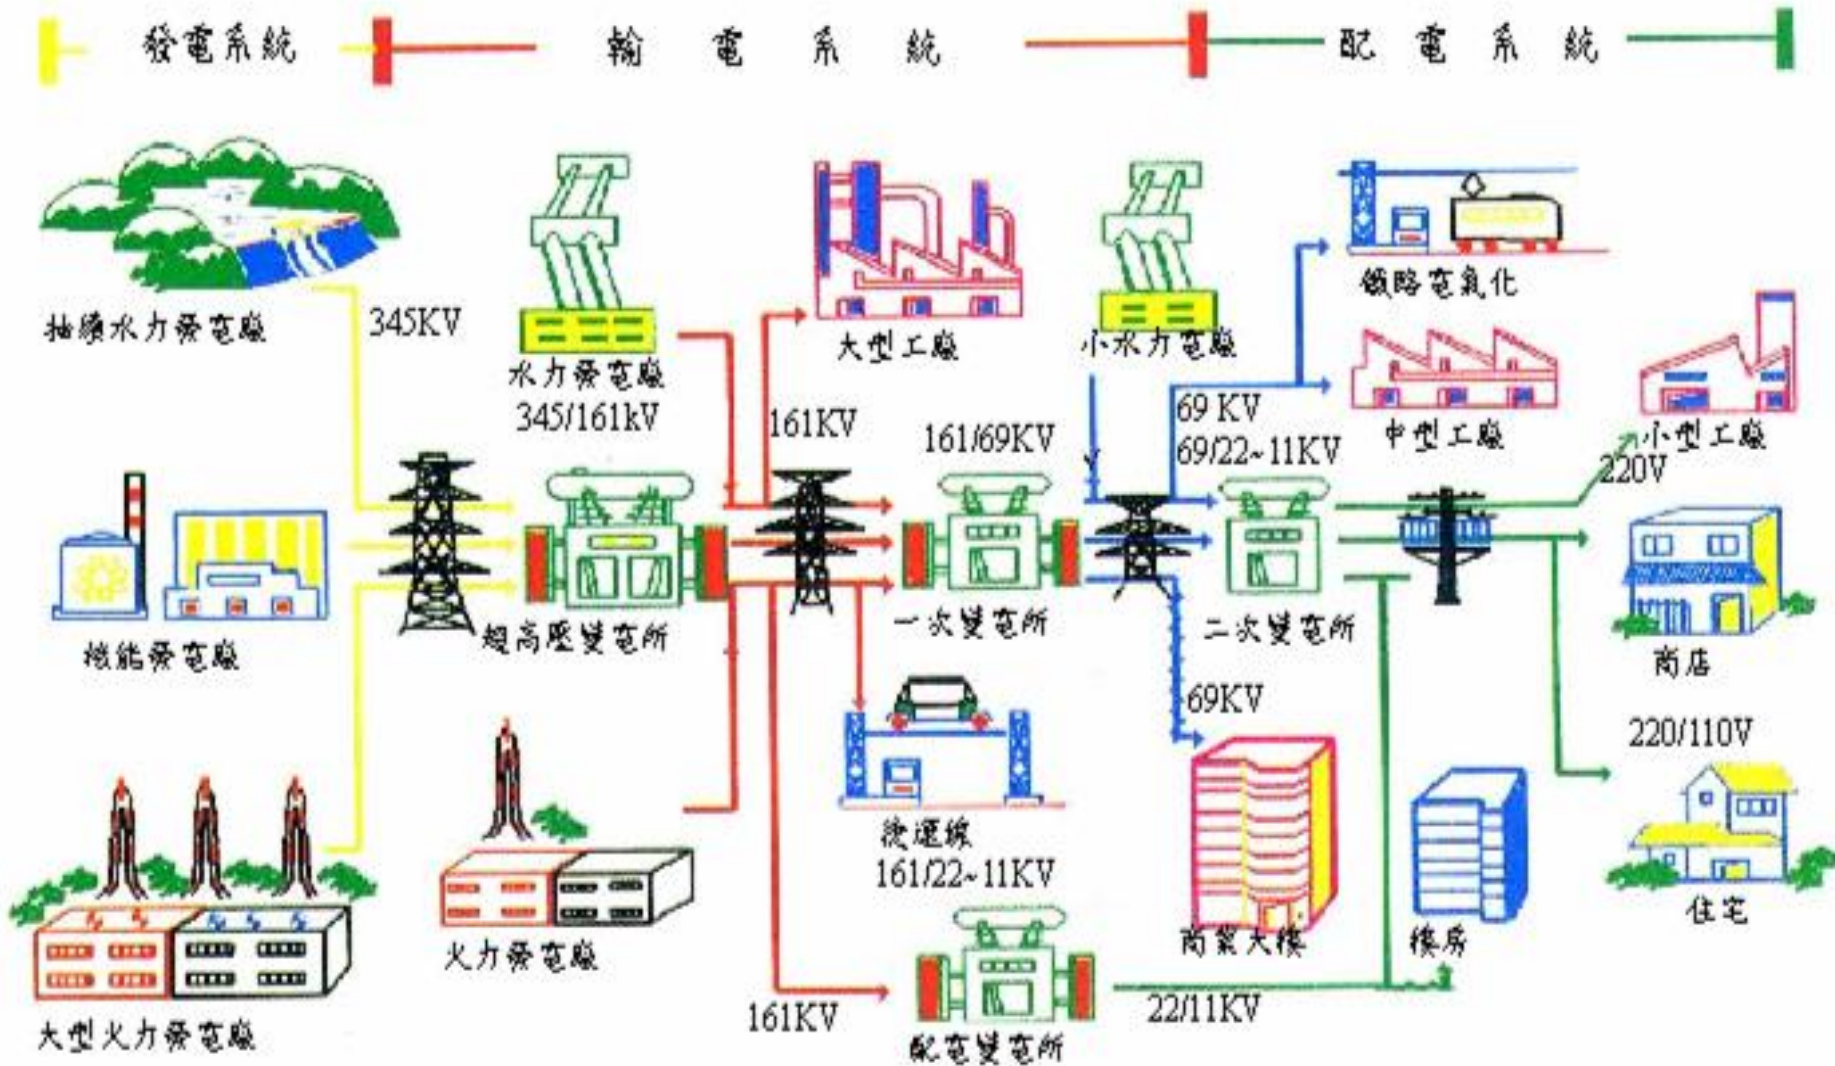 發電系統
輸電系統
配電系統
抽蓄水力發電廠
345KV
水力發電廠
345/161kV
大型工廠
161KV
161/69KV
小水力電廠
鐵路電氣化
69 KV
69/22~11KV
中型工廠
小型工廠
220V
核能發電廠
超高壓變電所
一次變電所
二次變電所
商店
69KV
220/110V
捷運線
161/22~11KV
住宅
商業大樓
樓房
火力發電廠
大型火力發電廠
161KV
配電變電所
22/11KV